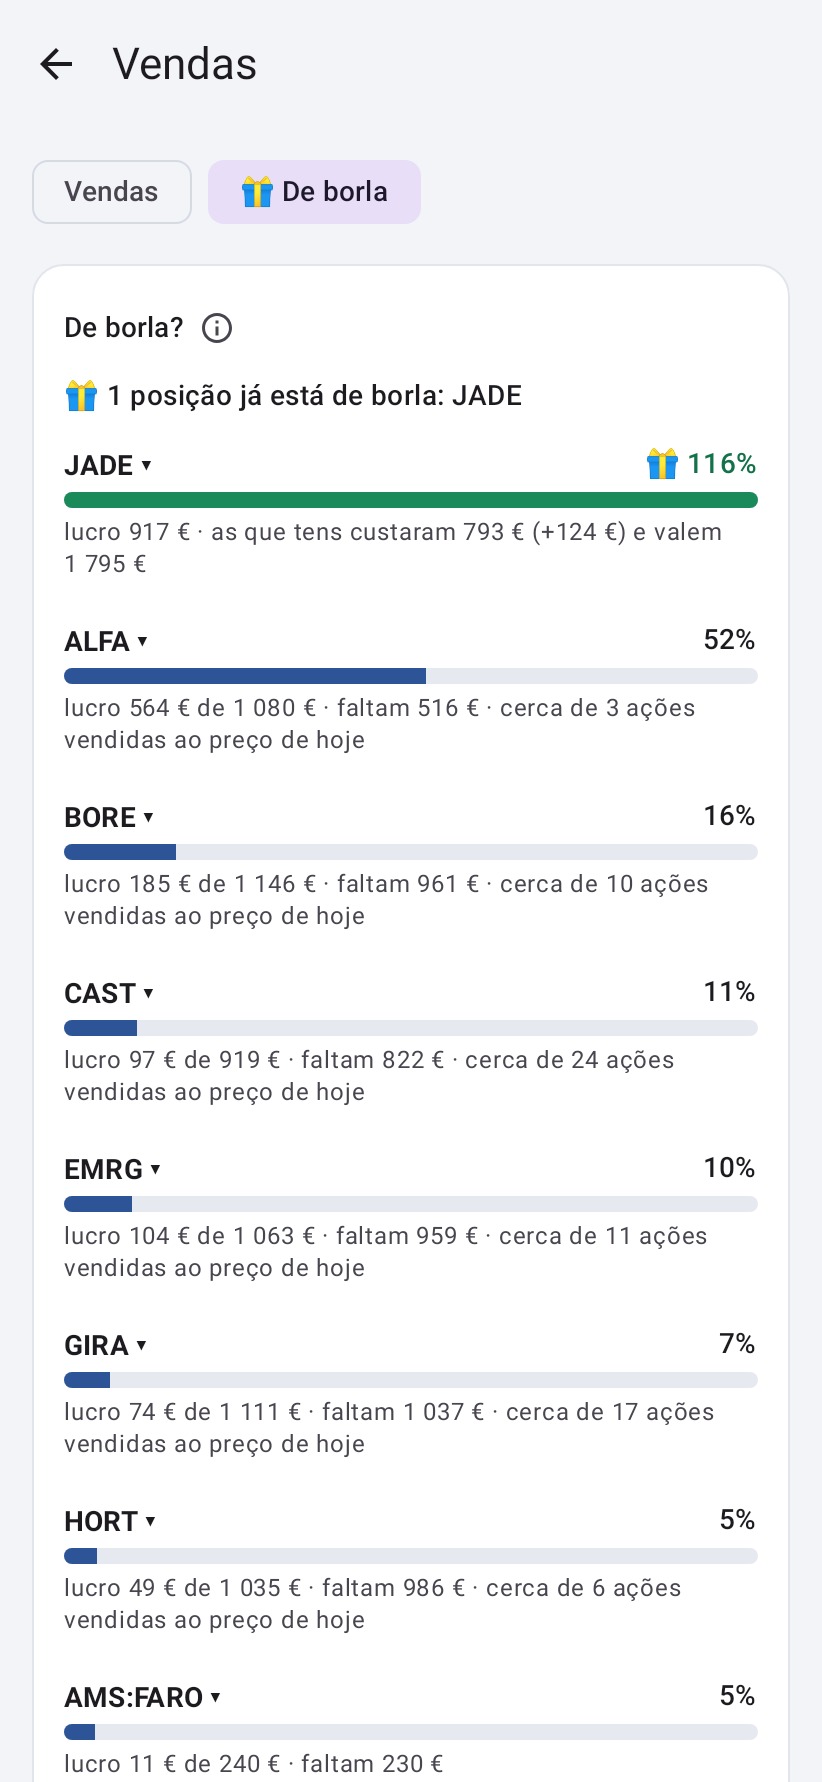 Vendas
Vendas
De borla
De borla?
1 posição já está de borla: JADE
JADE ▾ 116%
lucro 917 € · as que tens custaram 793 € (+124 €) e valem
1 795 €
ALFA ▾ 52%
lucro 564 € de 1 080 € · faltam 516 € · cerca de 3 ações
vendidas ao preço de hoje
BORE ▾ 16%
lucro 185 € de 1 146 € · faltam 961 € · cerca de 10 ações
vendidas ao preço de hoje
CAST ▾ 11%
lucro 97 € de 919 € · faltam 822 € · cerca de 24 ações
vendidas ao preço de hoje
EMRG ▾ 10%
lucro 104 € de 1 063 € · faltam 959 € · cerca de 11 ações
vendidas ao preço de hoje
GIRA ▾ 7%
lucro 74 € de 1 111 € · faltam 1 037 € · cerca de 17 ações
vendidas ao preço de hoje
HORT ▾ 5%
lucro 49 € de 1 035 € · faltam 986 € · cerca de 6 ações
vendidas ao preço de hoje
AMS:FARO ▾ 5%
lucro 11 € de 240 € · faltam 230 €